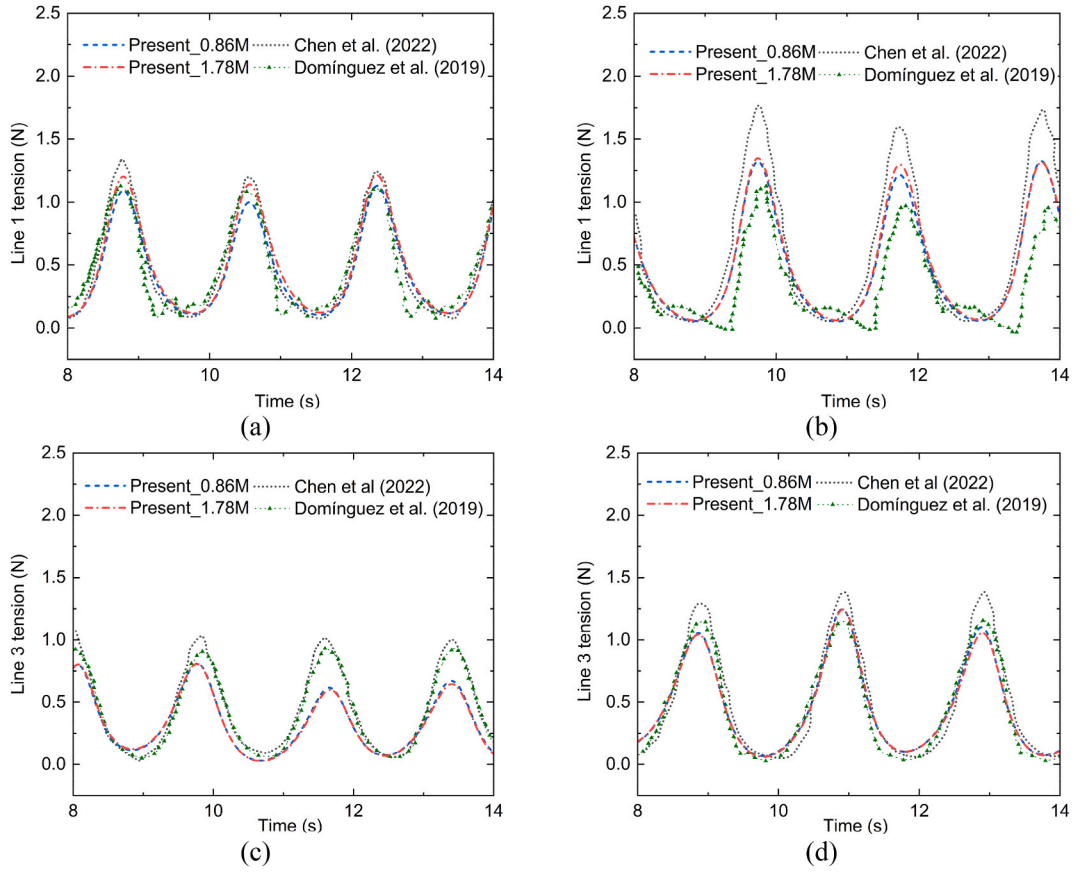 2.5
2.0
1.5
1.0
0.5
0.0
Line 1 tension (N)
Present_0.86M
Chen et al. (2022)
Present_1.78M
Domínguez et al. (2019)
8
10
12
14
Time (s)
(a)
2.5
2.0
1.5
1.0
0.5
0.0
Line 1 tension (N)
Present_0.86M
Chen et al. (2022)
Present_1.78M
Domínguez et al. (2019)
8
10
12
14
Time (s)
(b)
2.5
2.0
1.5
1.0
0.5
0.0
Line 3 tension (N)
Present_0.86M
Chen et al (2022)
Present_1.78M
Domínguez et al. (2019)
8
10
12
14
Time (s)
(c)
2.5
2.0
1.5
1.0
0.5
0.0
Line 3 tension (N)
Present_0.86M
Chen et al. (2022)
Present_1.78M
Domínguez et al. (2019)
8
10
12
14
Time (s)
(d)